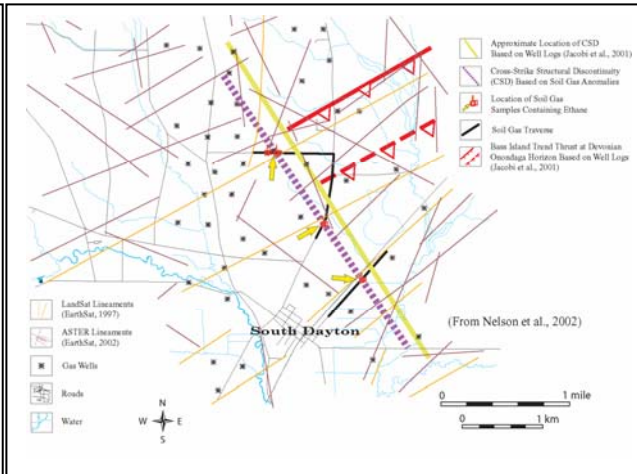 Approximate Location of CSD
Based on Well Logs (Jacobi et al., 2001)
Cross-Strike Structural Discontinuity
(CSD) Based on Soil Gas Anomalies
Location of Soil Gas
Samples Containing Ethane
Soil Gas Traverse
Bass Island Trend Thrust at Devonian
Onondaga Horizon Based on Well Logs
(Jacobi et al., 2001)
LandSat Lineaments
(EarthSat, 1997)
ASTER Lineaments
(EarthSat, 2002)
Gas Wells
Roads
Water
South Dayton
(From Nelson et al., 2002)
N
W E
S
0 1 mile
0 1 km